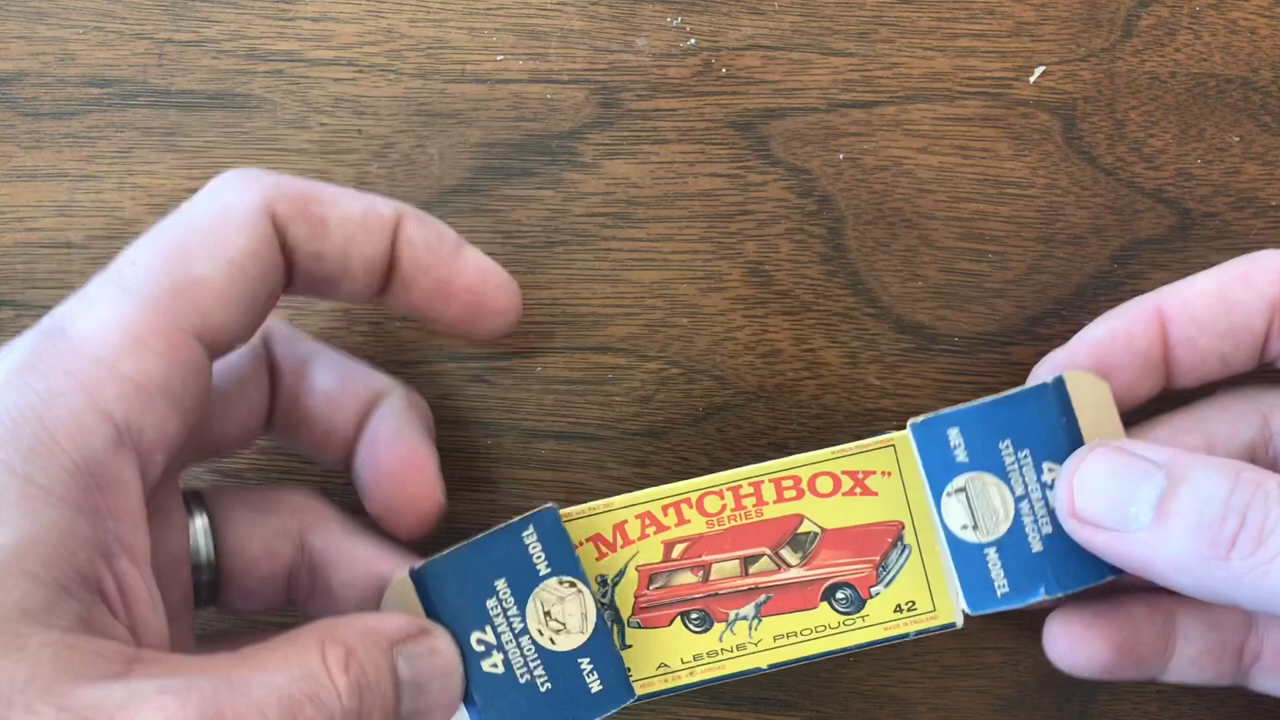 "MATCHBOX"
SERIES
42
A LESNEY PRODUCT
MADE IN ENGLAND
42
STUDEBAKER
STATION WAGON
NEW
MODEL
STUDEBAKER
STATION WAGON
NEW
MODEL